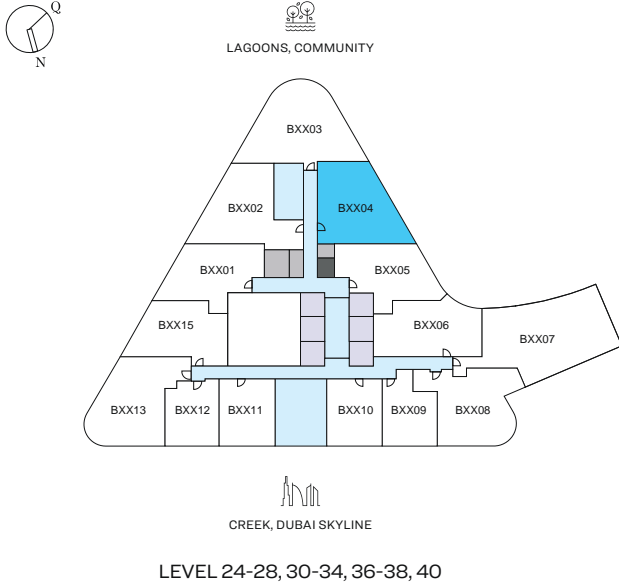 Q
N
LAGOONS, COMMUNITY
BXX03
BXX02
BXX04
BXX01
BXX05
BXX15
BXX06
BXX07
BXX13
BXX12
BXX11
BXX10
BXX09
BXX08
CREEK, DUBAI SKYLINE
LEVEL 24-28, 30-34, 36-38, 40